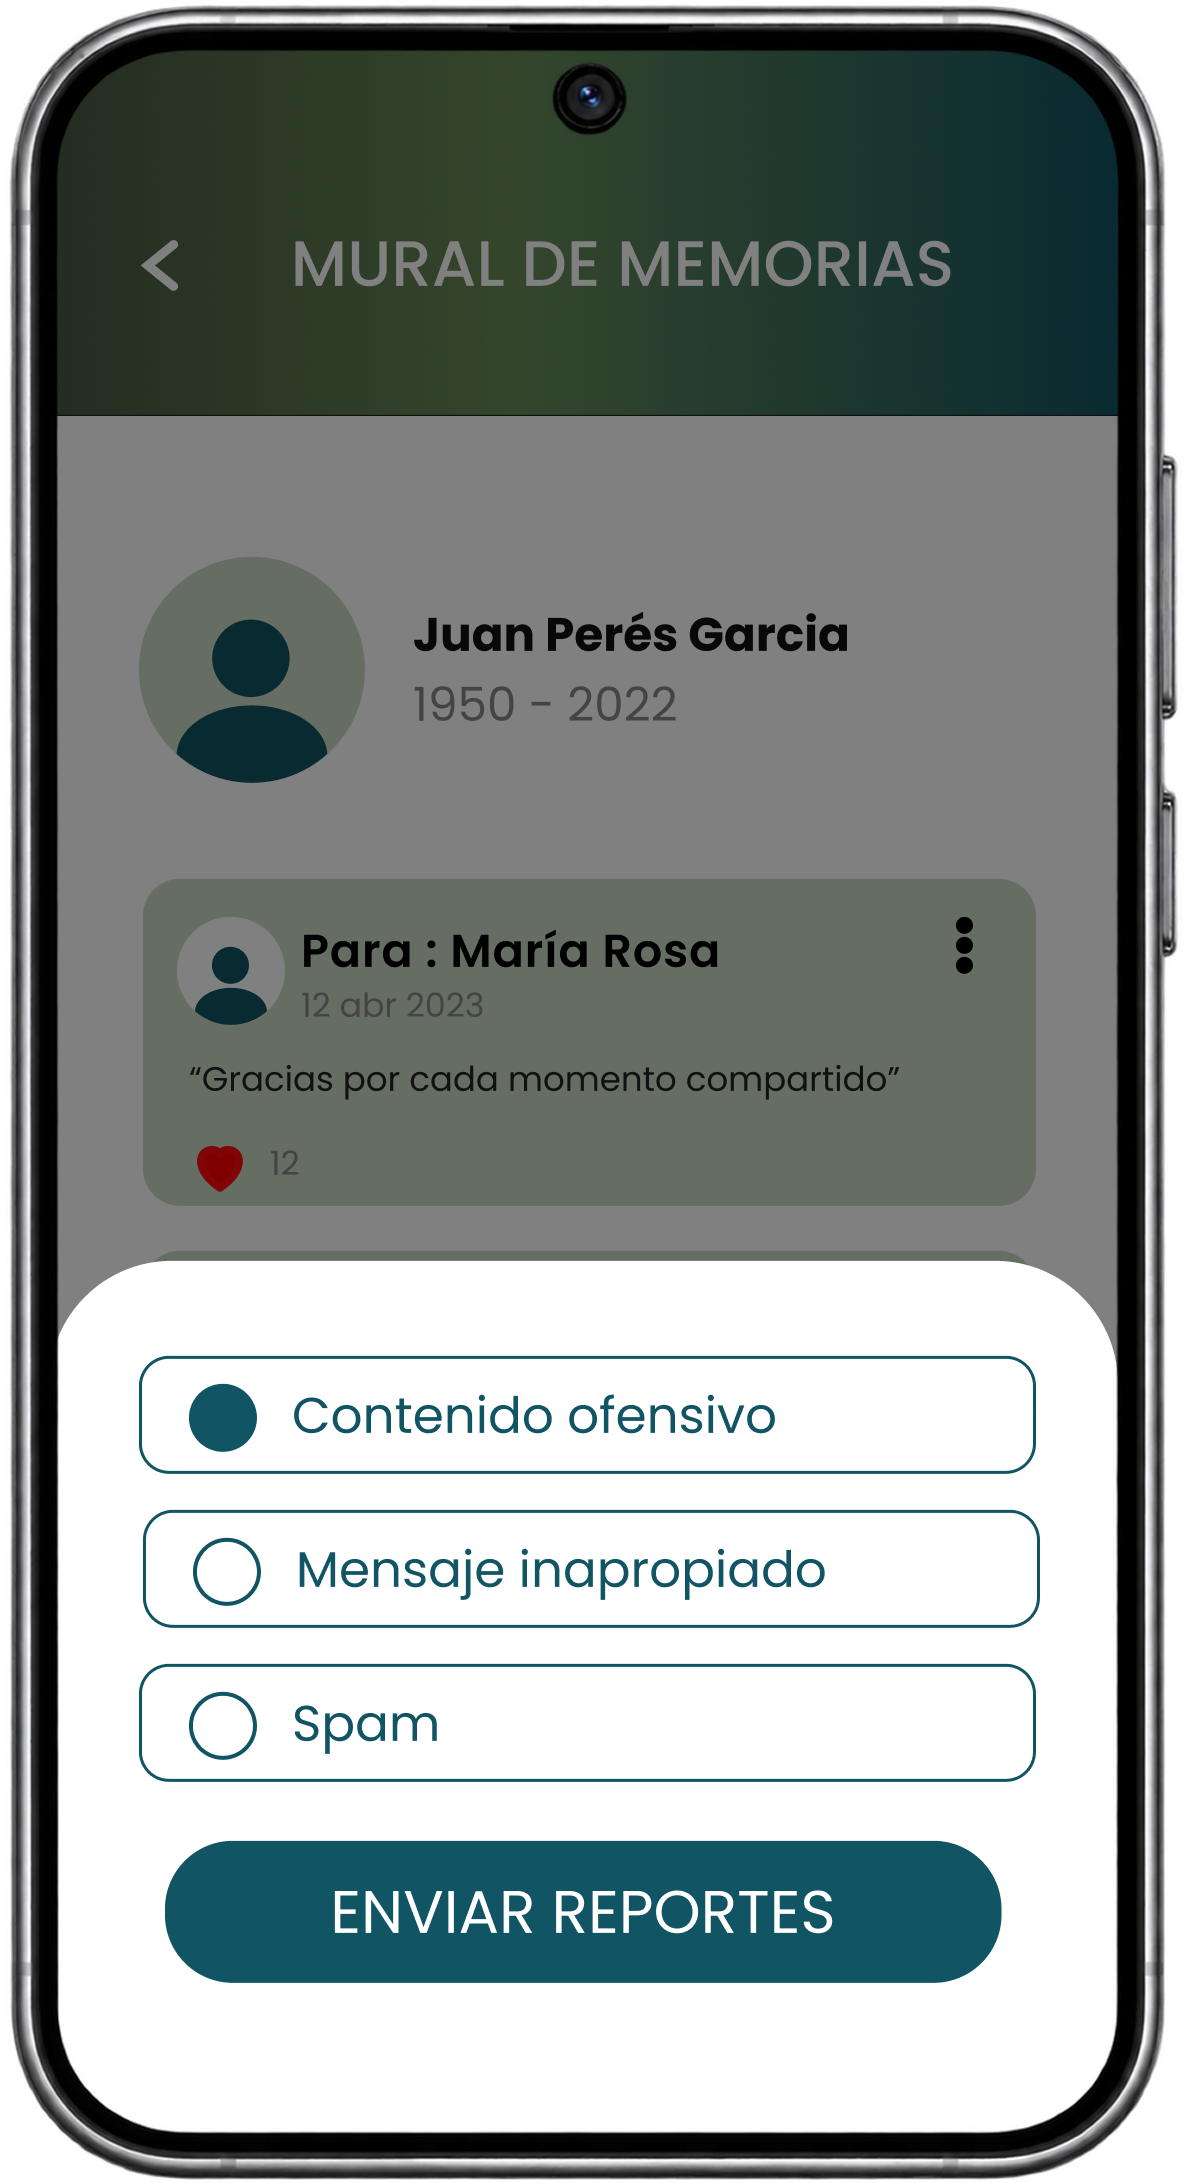 MURAL DE MEMORIAS
Juan Perés Garcia
1950 - 2022
Para : María Rosa
12 abr 2023
“Gracias por cada momento compartido”
12
Contenido ofensivo
Mensaje inapropiado
Spam
ENVIAR REPORTES